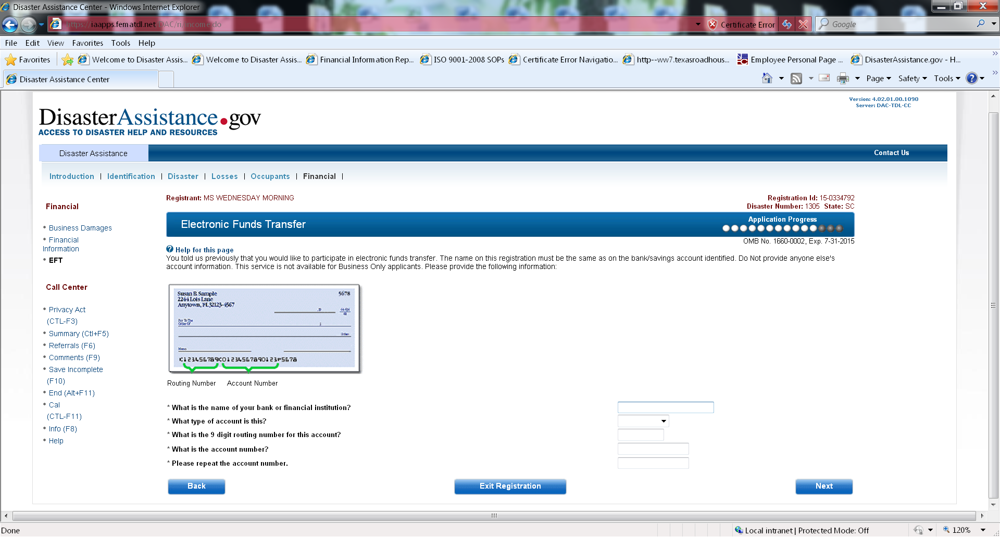 Disaster Assistance Center - Windows Internet Explorer
https://iaapps.fematdl.net/DAC/ri/income.do
Certificate Error
Google
File Edit View Favorites Tools Help
Favorites
Welcome to Disaster Assis...
Welcome to Disaster Assis...
Financial Information Rep...
ISO 9001-2008 SOPs
Certificate Error Navigatio...
http--ww7.texasroadhous...
Employee Personal Page ...
DisasterAssistance.gov - H...
Disaster Assistance Center
Page Safety Tools
Version: 4.02.01.00.1090
Server: DAC-TDL-CC
DisasterAssistance.gov
ACCESS TO DISASTER HELP AND RESOURCES
Disaster Assistance
Contact Us
Introduction | Identification | Disaster | Losses | Occupants | Financial |
Financial
• Business Damages
• Financial
Information
• EFT
Call Center
• Privacy Act
(CTL-F3)
• Summary (Ctl+F5)
• Referrals (F6)
• Comments (F9)
• Save Incomplete
(F10)
• End (Alt+F11)
• Cal
(CTL-F11)
• Info (F8)
• Help
Registrant: MS WEDNESDAY MORNING
Registration Id: 15-0334792
Disaster Number: 1305 State: SC
Electronic Funds Transfer
Application Progress
OMB No. 1660-0002, Exp. 7-31-2015
? Help for this page
You told us previously that you would like to participate in electronic funds transfer. The name on this registration must be the same as on the bank/savings account identified. Do Not provide anyone else's
account information. This service is not available for Business Only applicants. Please provide the following information:
Susan B. Sample
5678
2244 Lois Lane
Anytown, FL 32123-4567
Pay To The
Order Of
Memo
123456789 01234567890123 5678
Routing Number Account Number
* What is the name of your bank or financial institution?
* What type of account is this?
* What is the 9 digit routing number for this account?
* What is the account number?
* Please repeat the account number.
Back
Exit Registration
Next
Done
Local intranet | Protected Mode: Off
120%